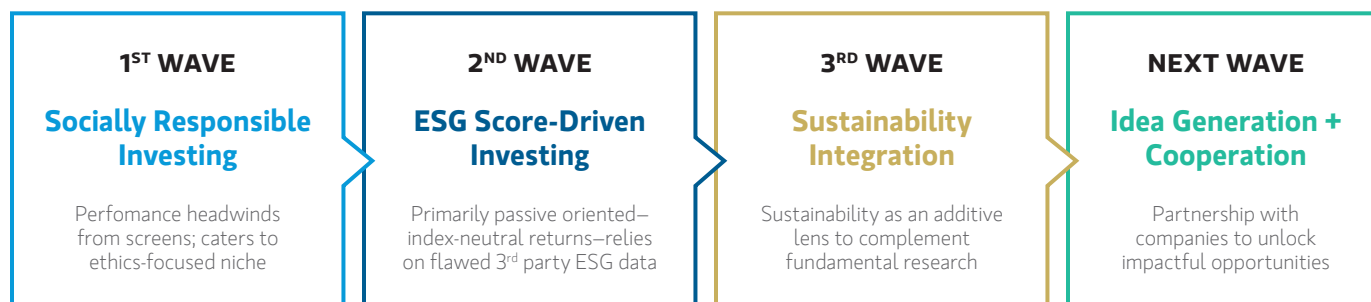 1ST WAVE
Socially Responsible
Investing
Perfomance headwinds
from screens; caters to
ethics-focused niche
2ND WAVE
ESG Score-Driven
Investing
Primarily passive oriented—
index-neutral returns—relies
on flawed 3rd party ESG data
3RD WAVE
Sustainability
Integration
Sustainability as an additive
lens to complement
fundamental research
NEXT WAVE
Idea Generation +
Cooperation
Partnership with
companies to unlock
impactful opportunities